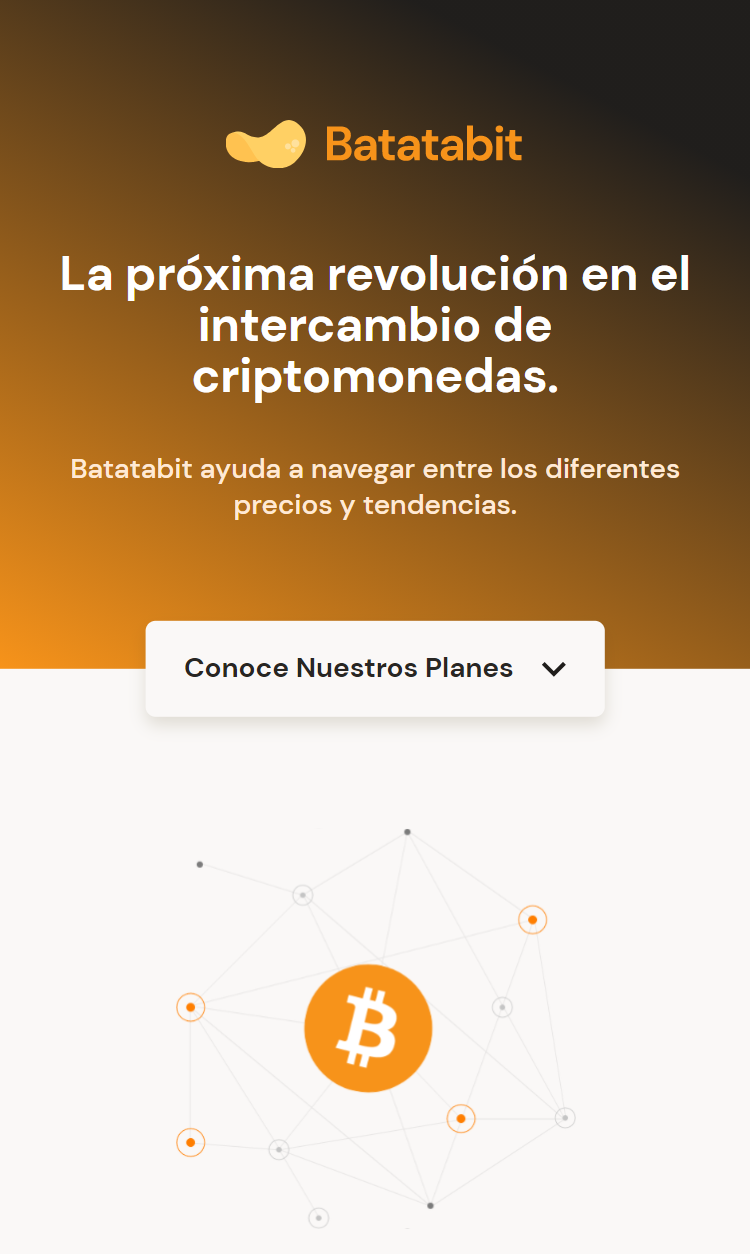 Batatabit
La próxima revolución en el
intercambio de
criptomonedas.
Batatabit ayuda a navegar entre los diferentes
precios y tendencias.
Conoce Nuestros Planes